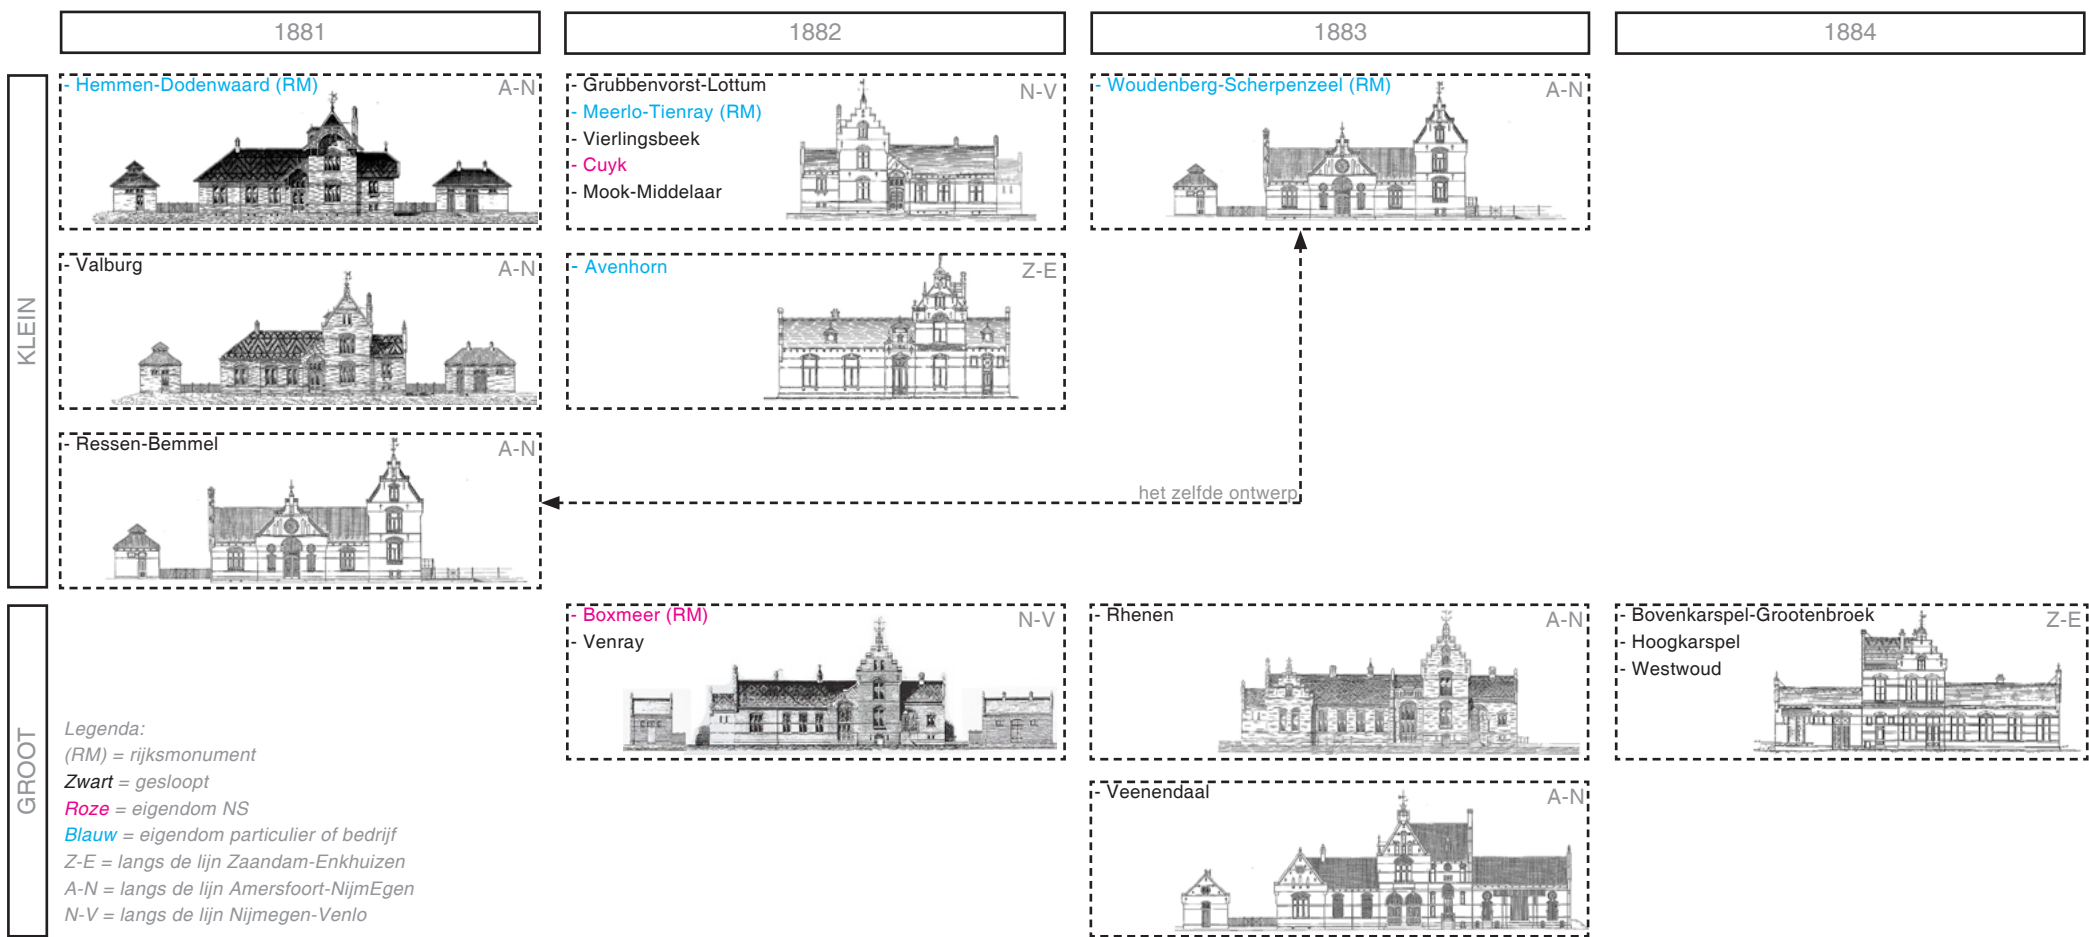 1881
1882
1883
1884
KLEIN
- Hemmen-Dodenwaard (RM)
A-N
- Grubbenvorst-Lottum
- Meerlo-Tienray (RM)
- Vierlingsbeek
- Cuyk
- Mook-Middelaar
N-V
- Woudenberg-Scherpenzeel (RM)
A-N
- Valburg
A-N
- Avenhorn
Z-E
- Ressen-Bemmel
A-N
het zelfde ontwerp
GROOT
- Boxmeer (RM)
- Venray
N-V
- Rhenen
A-N
- Bovenkarspel-Grootenbroek
- Hoogkarspel
- Westwoud
Z-E
- Veenendaal
A-N
Legenda:
(RM) = rijksmonument
Zwart = gesloopt
Roze = eigendom NS
Blauw = eigendom particulier of bedrijf
Z-E = langs de lijn Zaandam-Enkhuizen
A-N = langs de lijn Amersfoort-NijmEgen
N-V = langs de lijn Nijmegen-Venlo